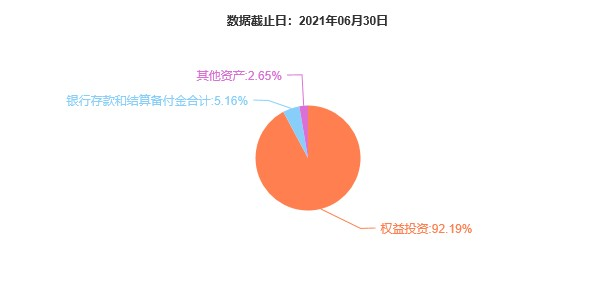 数据截止日：2021年06月30日
其他资产:2.65%
银行存款和结算备付金合计:5.16%
权益投资:92.19%